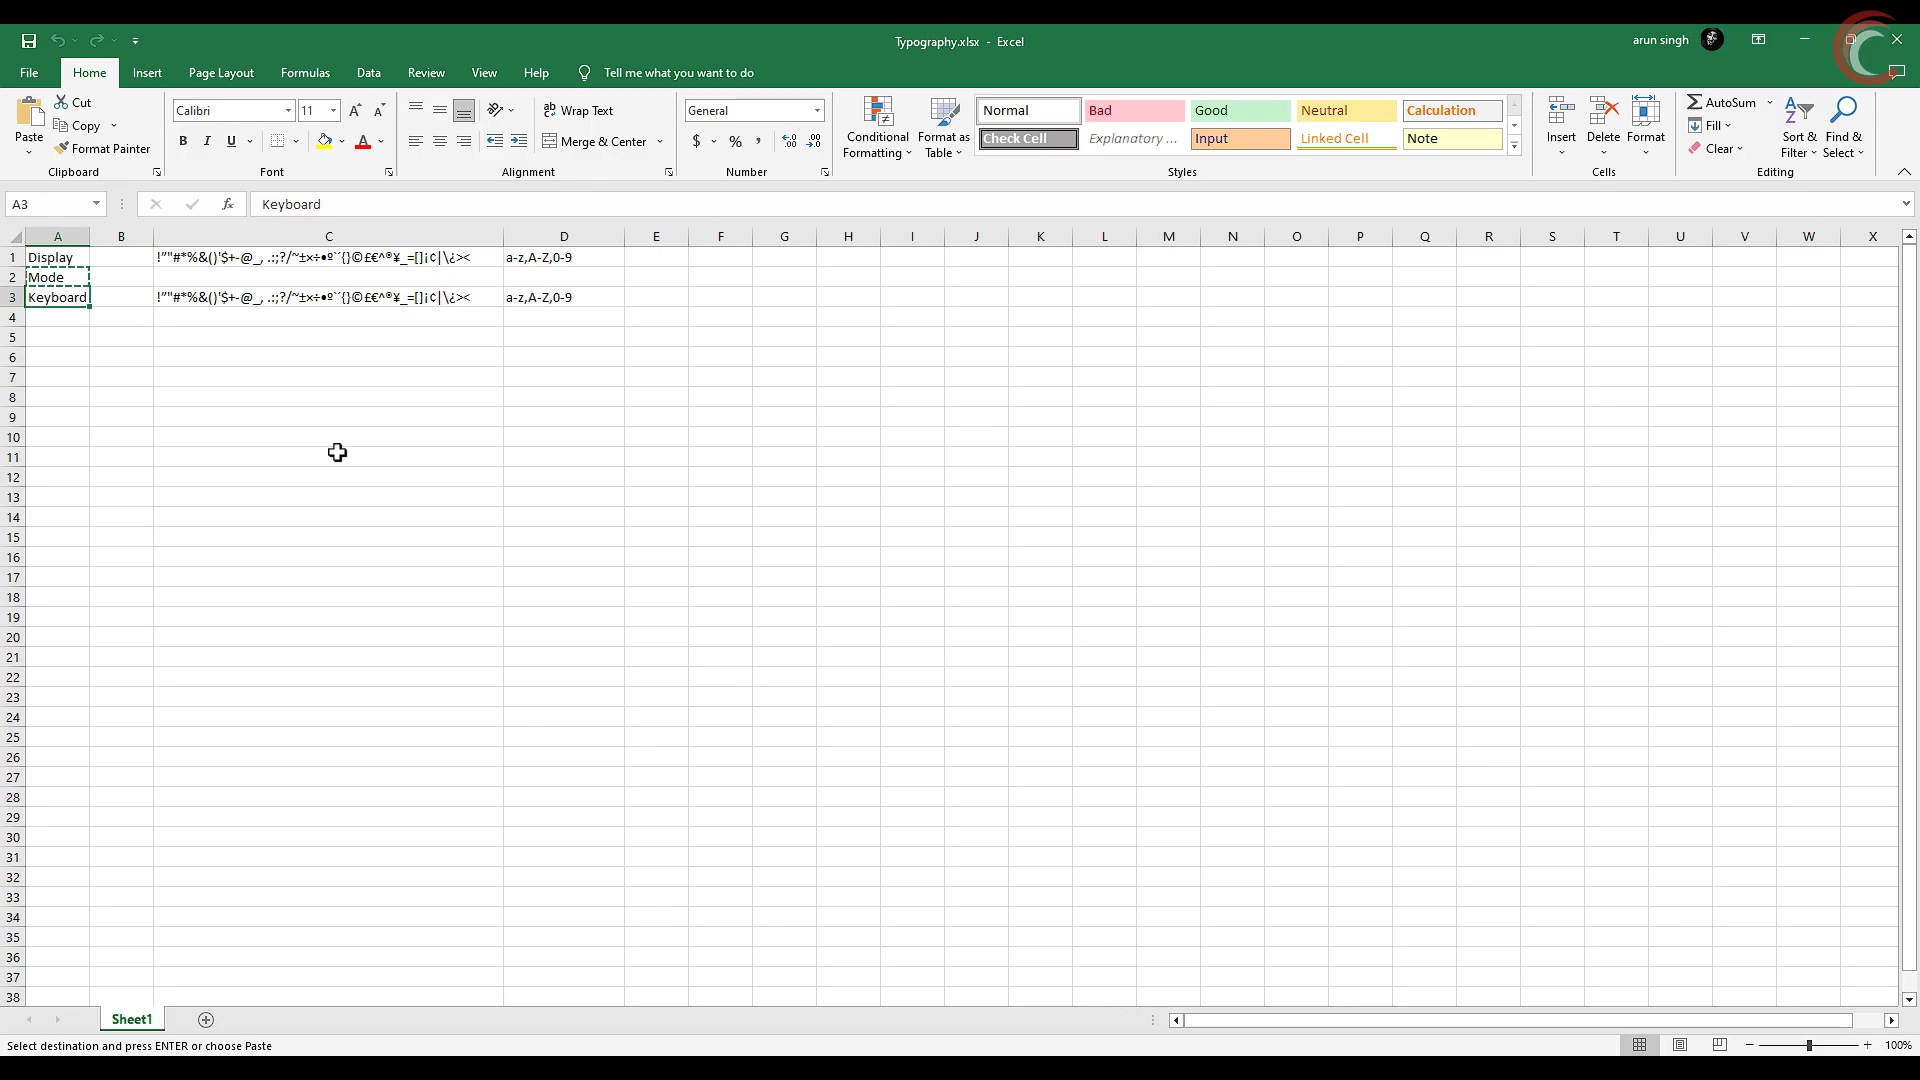 Typography.xlsx - Excel
arun singh
File Home Insert Page Layout Formulas Data Review View Help Tell me what you want to do
Paste
Cut
Copy
Format Painter
Clipboard
Calibri 11
B I U
Font
Wrap Text
Merge & Center
Alignment
General
$ % ,
Number
Conditional Formatting
Format as Table
Normal Bad Good Neutral Calculation
Check Cell Explanatory ... Input Linked Cell Note
Styles
Insert Delete Format
Cells
AutoSum
Fill
Clear
Sort & Filter
Find & Select
Editing
A3 fx Keyboard
A B C D E F G H I J K L M N O P Q R S T U V W X
1 Display !”"#*%&()'$+-@_, .:;?/~±×÷•º`´{}©£€^®¥_=[]¡¢|\¿>< a-z,A-Z,0-9
2 Mode
3 Keyboard !”"#*%&()'$+-@_, .:;?/~±×÷•º`´{}©£€^®¥_=[]¡¢|\¿>< a-z,A-Z,0-9
4
5
6
7
8
9
10
11
12
13
14
15
16
17
18
19
20
21
22
23
24
25
26
27
28
29
30
31
32
33
34
35
36
37
38
Sheet1
Select destination and press ENTER or choose Paste
100%